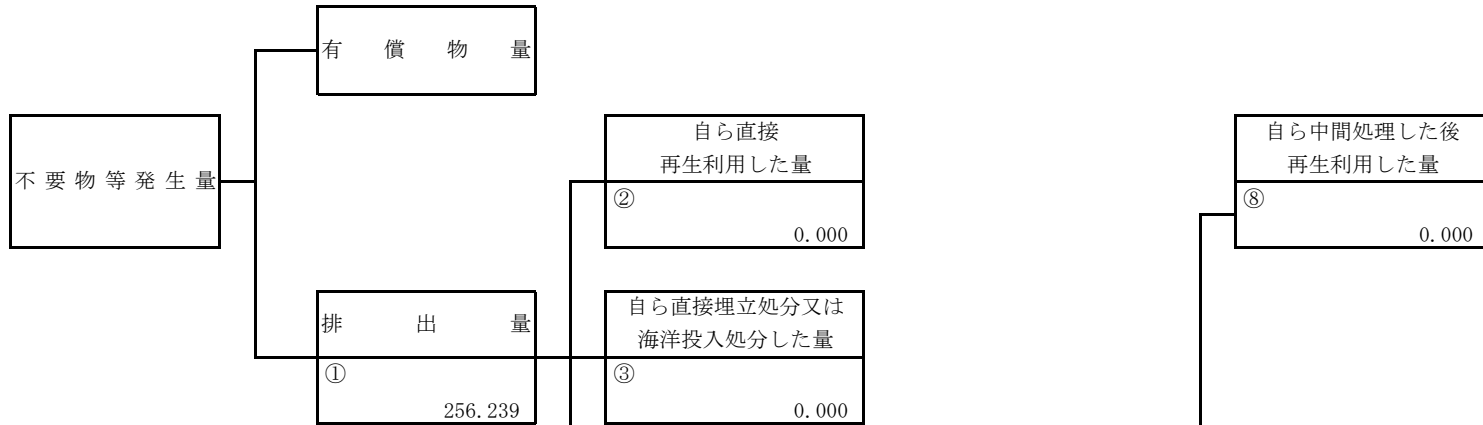 有償物量
不要物等発生量
自ら直接
再生利用した量
②
0.000
自ら中間処理した後
再生利用した量
⑧
0.000
排出量
①
256.239
自ら直接埋立処分又は
海洋投入処分した量
③
0.000